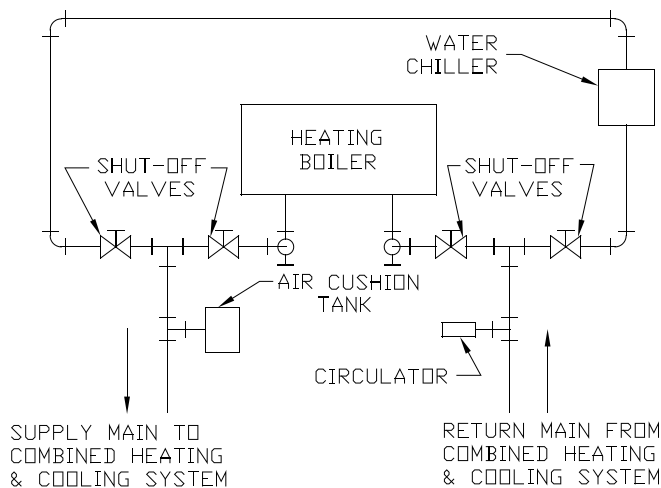 WATER
CHILLER
HEATING
BOILER
SHUT-OFF
VALVES
SHUT-OFF
VALVES
AIR CUSHION
TANK
CIRCULATOR
SUPPLY MAIN TO
COMBINED HEATING
& COOLING SYSTEM
RETURN MAIN FROM
COMBINED HEATING
& COOLING SYSTEM